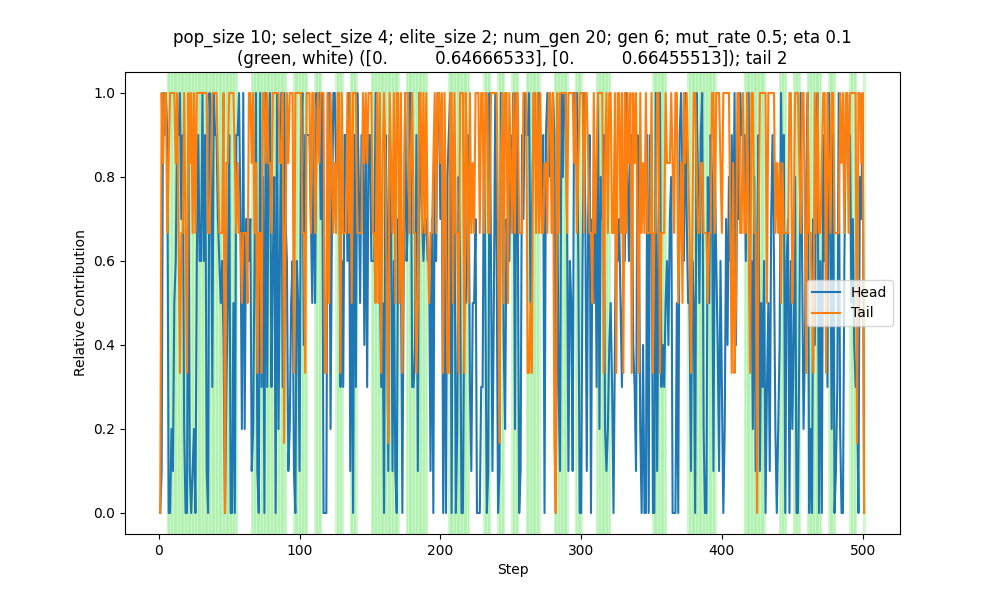 pop_size 10; select_size 4; elite_size 2; num_gen 20; gen 6; mut_rate 0.5; eta 0.1
(green, white) ([0.         0.64666533], [0.         0.66455513]); tail 2
1.0
0.8
0.6
0.4
0.2
0.0
Relative Contribution
Head
Tail
0
100
200
300
400
500
Step